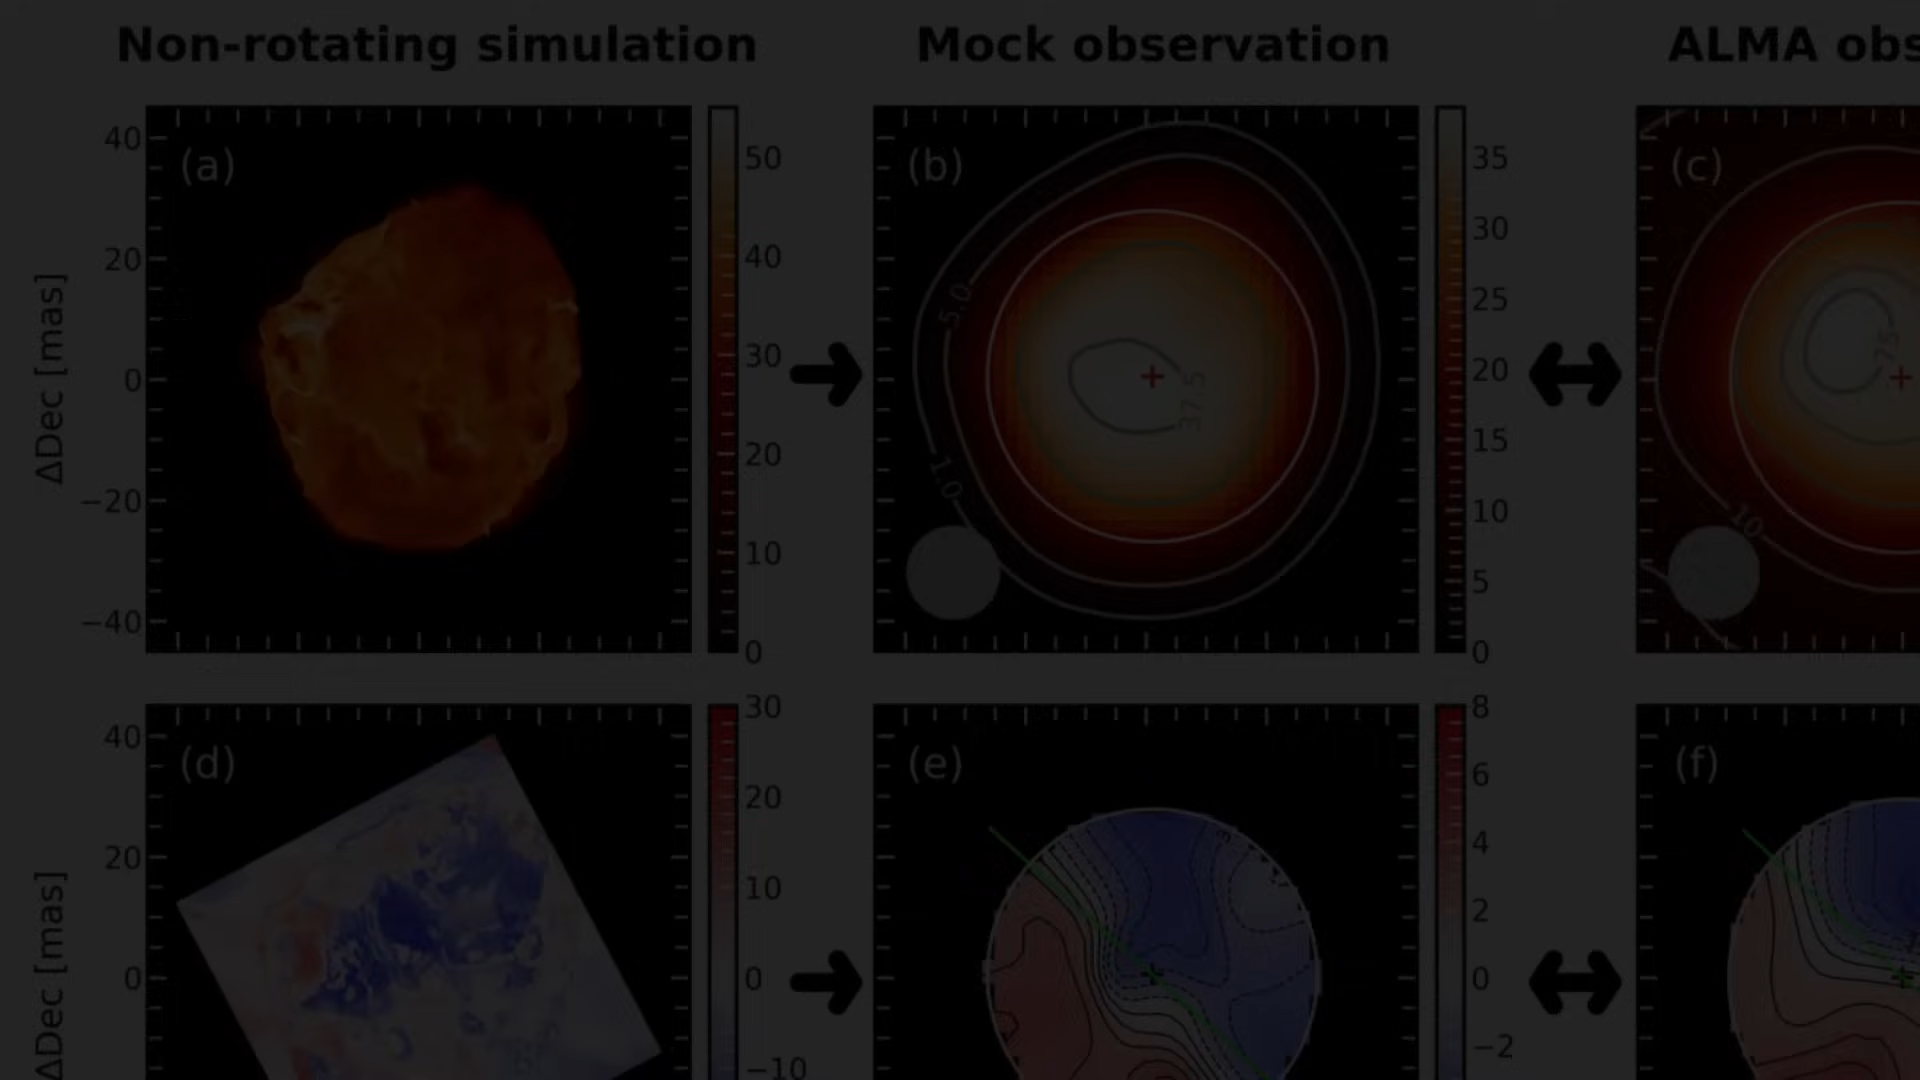 Non-rotating simulation Mock observation ALMA obs
40 (a) 50 (b) 35 (c)
30
20 40 25
5.0
ΔDec [mas] 0 30 37.5 20 75
15
−20 20 1.0 10 10
10 5
−40 0 0
40 (d) 30 (e) 8 (f)
20 6
20 4
10 2
ΔDec [mas] 0 0 0
−10 −2